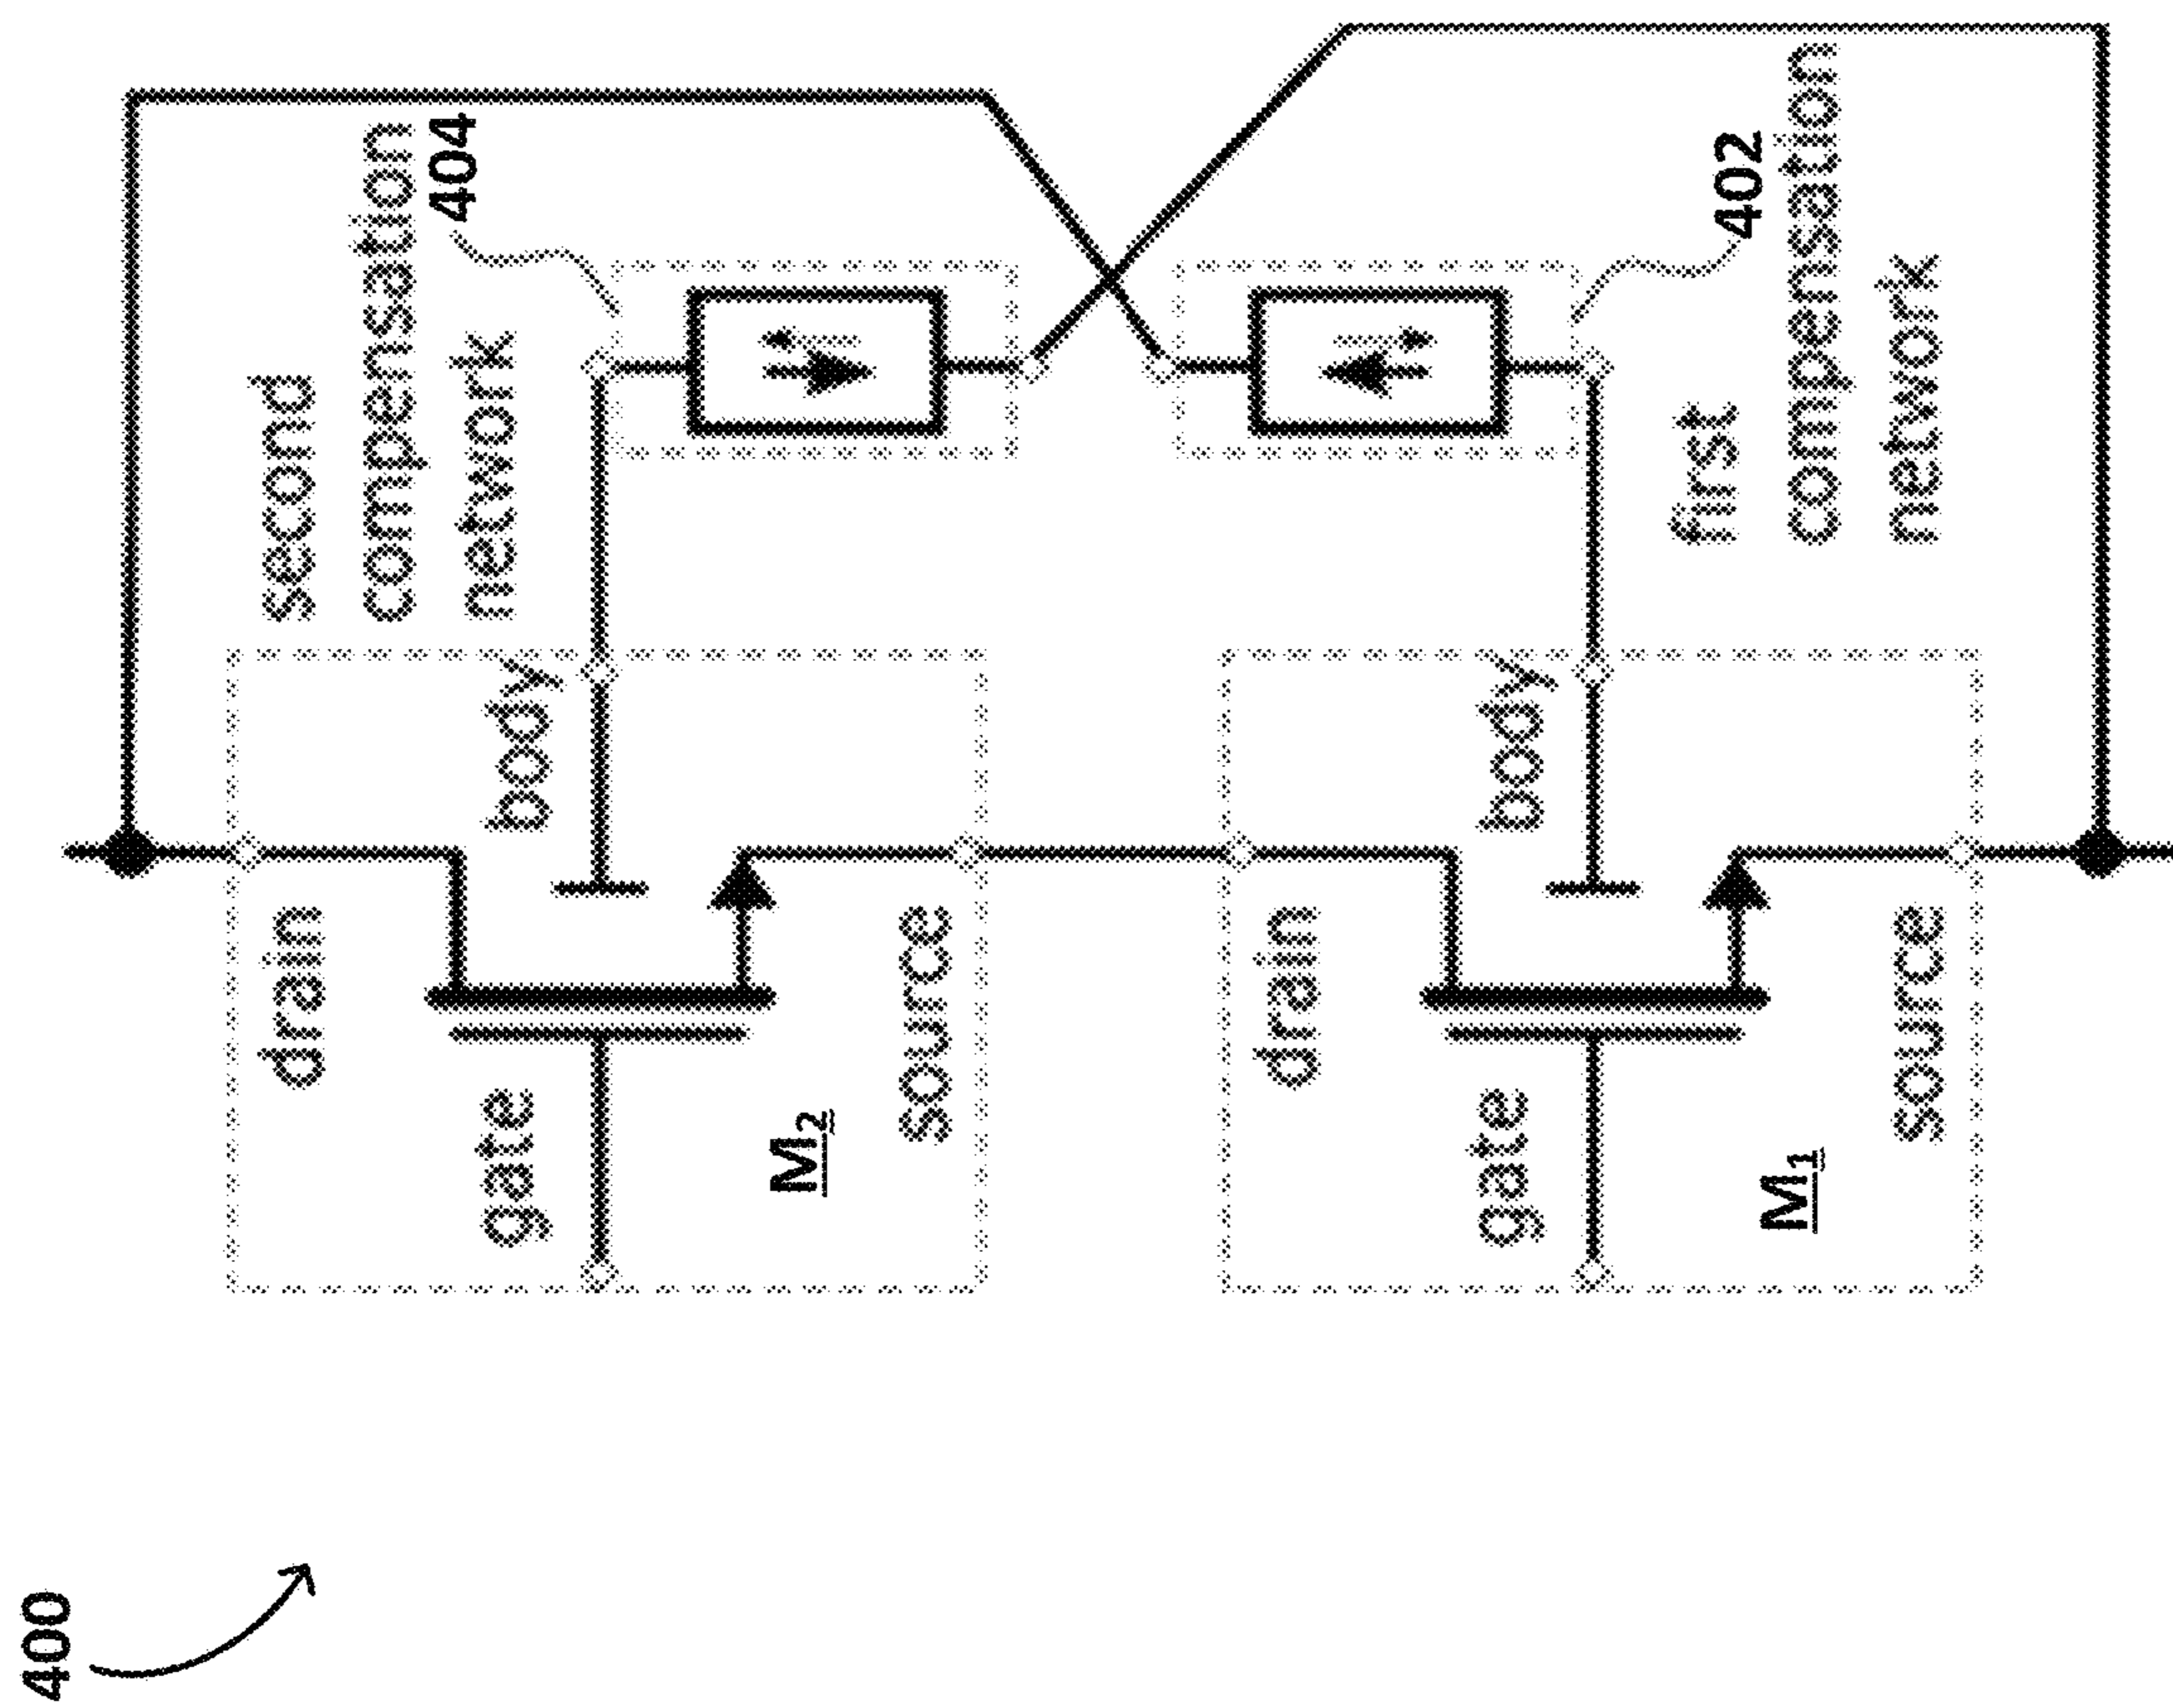 400
second
compensation
network
404
drain
body
gate
M2
source
402
first
compensation
network
drain
body
gate
M1
source